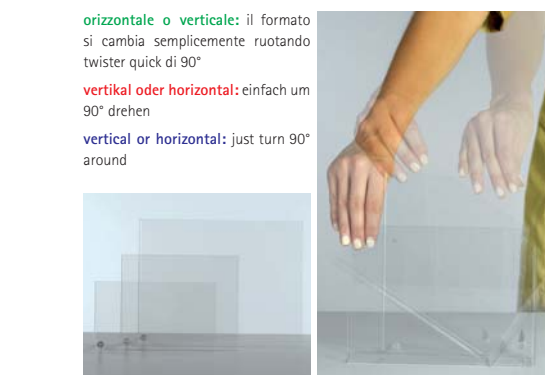 orizzontale o verticale: il formato
si cambia semplicemente ruotando
twister quick di 90°
vertikal oder horizontal: einfach um
90° drehen
vertical or horizontal: just turn 90°
around